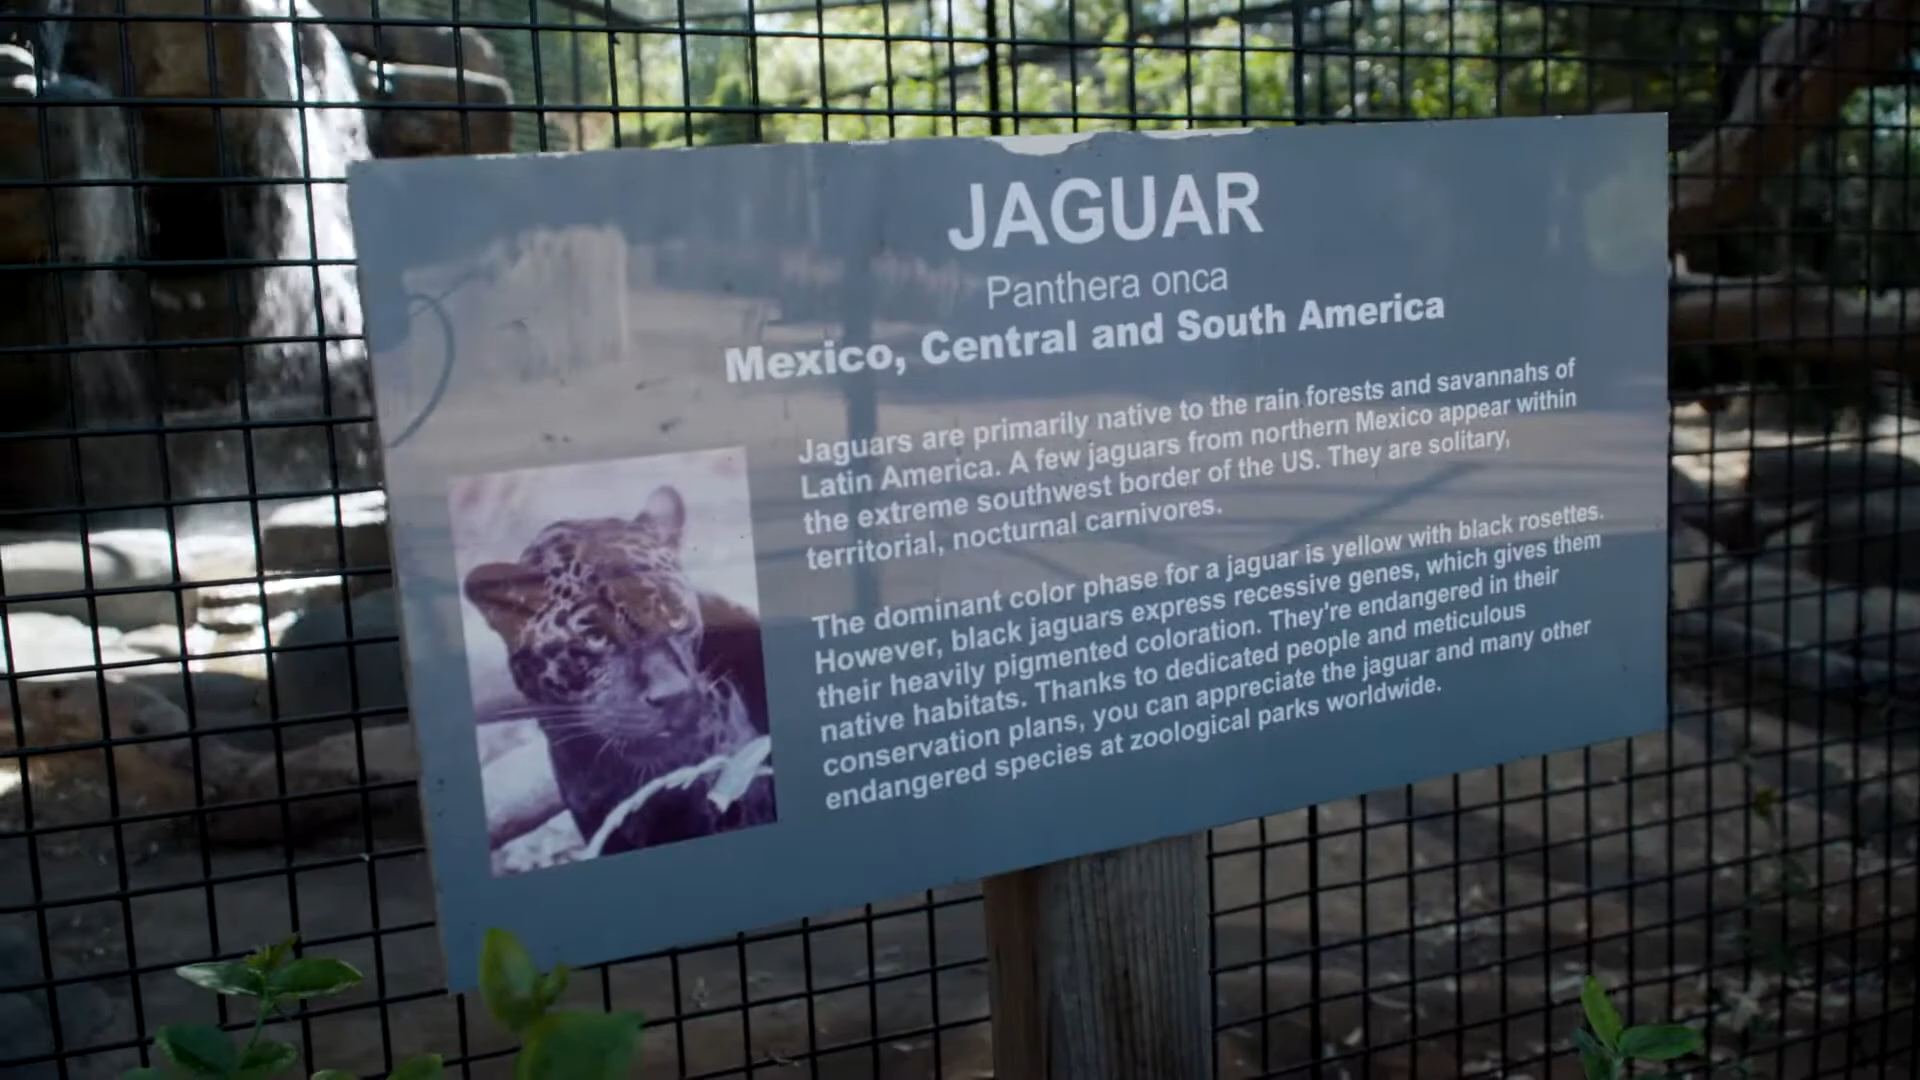 JAGUAR
Panthera onca
Mexico, Central and South America
Jaguars are primarily native to the rain forests and savannahs of
Latin America. A few jaguars from northern Mexico appear within
the extreme southwest border of the US. They are solitary,
territorial, nocturnal carnivores.
The dominant color phase for a jaguar is yellow with black rosettes.
However, black jaguars express recessive genes, which gives them
their heavily pigmented coloration. They're endangered in their
native habitats. Thanks to dedicated people and meticulous
conservation plans, you can appreciate the jaguar and many other
endangered species at zoological parks worldwide.